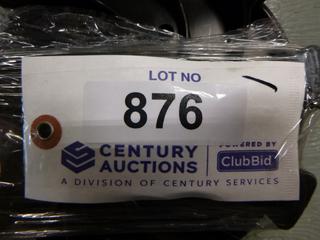 LOT NO
876
CENTURY
AUCTIONS
POWERED BY
ClubBid
A DIVISION OF CENTURY SERVICES